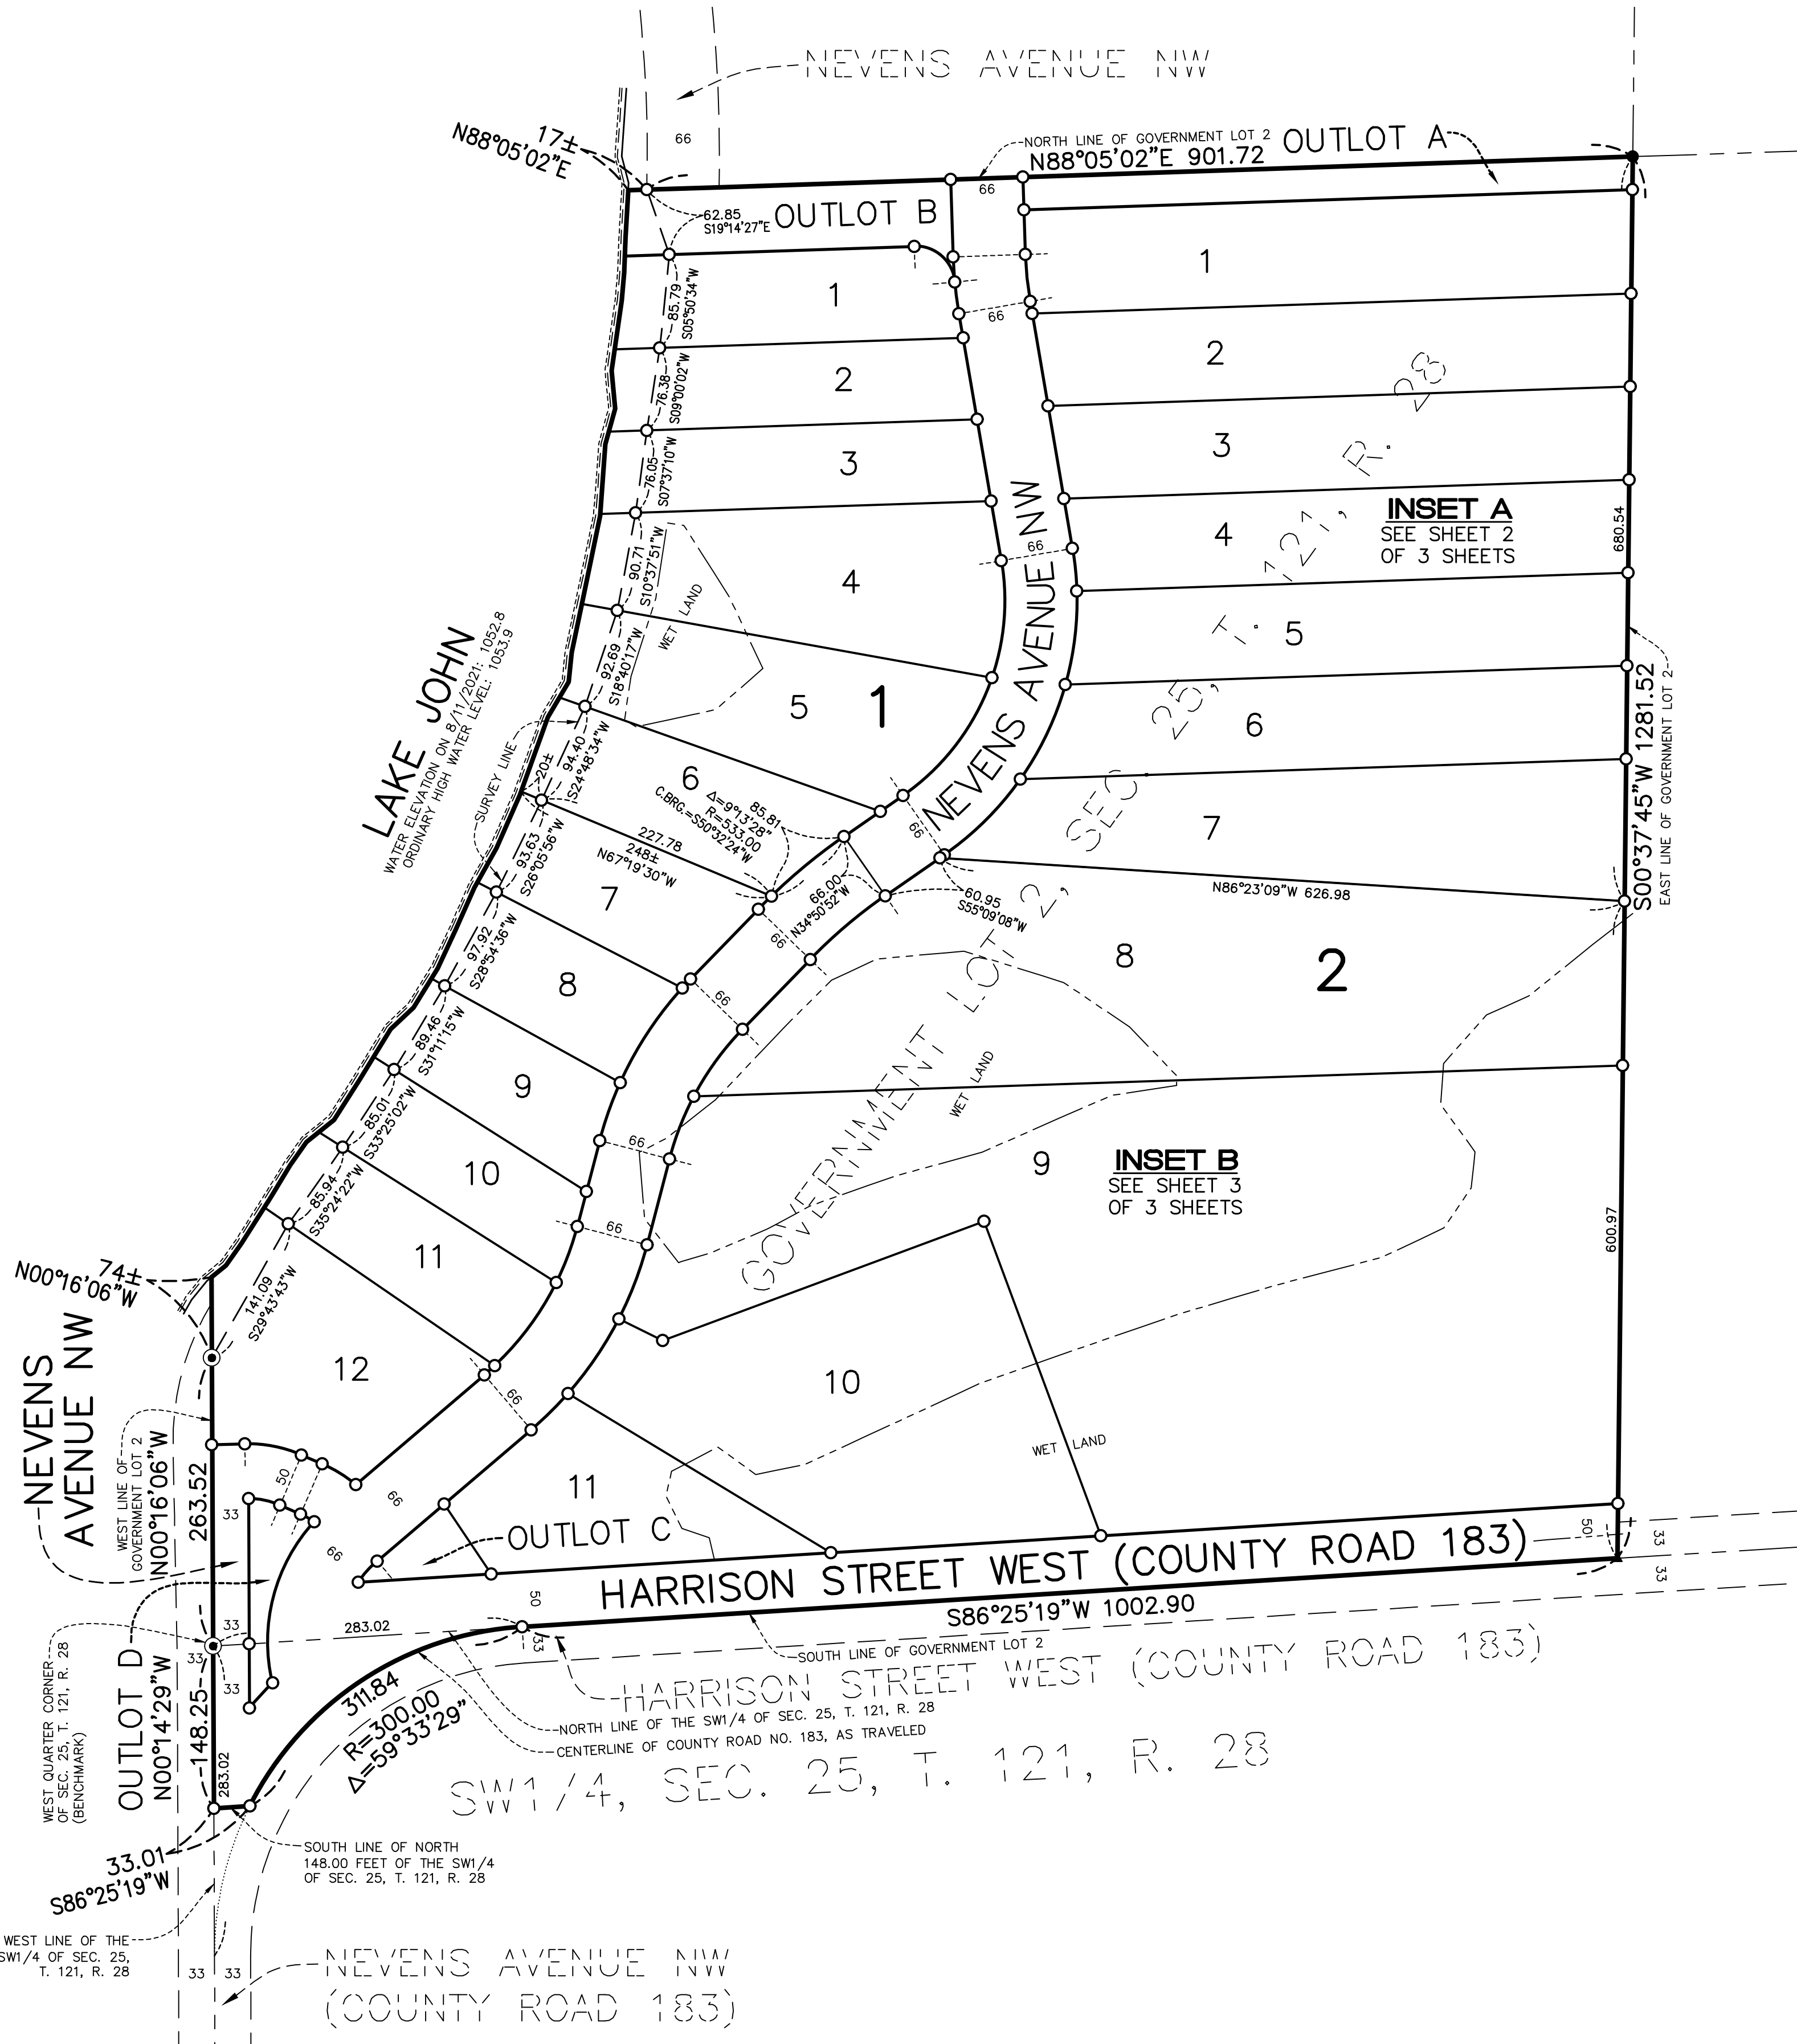 NEVENS AVENUE NW
66
17±
N88°05'02"E
NORTH LINE OF GOVERNMENT LOT 2
OUTLOT A
N88°05'02"E 901.72
66
62.85
S19°14'27"E
OUTLOT B
1
1
85.79
S05°50'34"W
66
2
2
76.38
S09°00'02"W
3
3
76.05
S07°37'10"W
NEVENS AVENUE NW
66
INSET A
SEE SHEET 2
OF 3 SHEETS
680.54
4
4
90.71
S10°37'51"W
WET LAND
5
5
1
92.69
S18°40'17"W
LAKE JOHN
WATER ELEVATION ON 8/11/2021: 1052.8
ORDINARY HIGH WATER LEVEL: 1053.9
SURVEY LINE
20±
94.40
S24°48'34"W
6
6
85.81
Δ=9°13'28"
R=533.00
C.BRG.=S50°32'24"W
NEVENS AVENUE NW
66
S00°37'45"W 1281.52
EAST LINE OF GOVERNMENT LOT 2
7
7
93.63
S26°05'56"W
227.78
248±
N67°19'30"W
66.00
N34°50'52"W
60.95
S55°09'08"W
N86°23'09"W 626.98
66
66
8
8
2
97.92
S28°54'36"W
GOVERNMENT LOT 2, SEC. 25, T. 121, R. 28
WET LAND
9
9
89.46
S31°11'15"W
66
66
INSET B
SEE SHEET 3
OF 3 SHEETS
600.97
10
10
85.01
S33°25'02"W
11
11
85.94
S35°24'22"W
74±
N00°16'06"W
141.09
S29°43'43"W
12
66
WET LAND
NEVENS
AVENUE NW
WEST LINE OF
GOVERNMENT LOT 2
N00°16'06"W
263.52
33
50
66
66
OUTLOT C
HARRISON STREET WEST (COUNTY ROAD 183)
50
33
33
50
33
S86°25'19"W 1002.90
SOUTH LINE OF GOVERNMENT LOT 2
HARRISON STREET WEST (COUNTY ROAD 183)
283.02
33
33
33
WEST QUARTER CORNER
OF SEC. 25, T. 121, R. 28
(BENCHMARK)
OUTLOT D
N00°14'29"W
148.25
283.02
311.84
R=300.00
Δ=59°33'29"
NORTH LINE OF THE SW1/4 OF SEC. 25, T. 121, R. 28
CENTERLINE OF COUNTY ROAD NO. 183, AS TRAVELED
SW1/4, SEC. 25, T. 121, R. 28
33.01
S86°25'19"W
SOUTH LINE OF NORTH
148.00 FEET OF THE SW1/4
OF SEC. 25, T. 121, R. 28
WEST LINE OF THE
SW1/4 OF SEC. 25,
T. 121, R. 28
33
33
NEVENS AVENUE NW
(COUNTY ROAD 183)